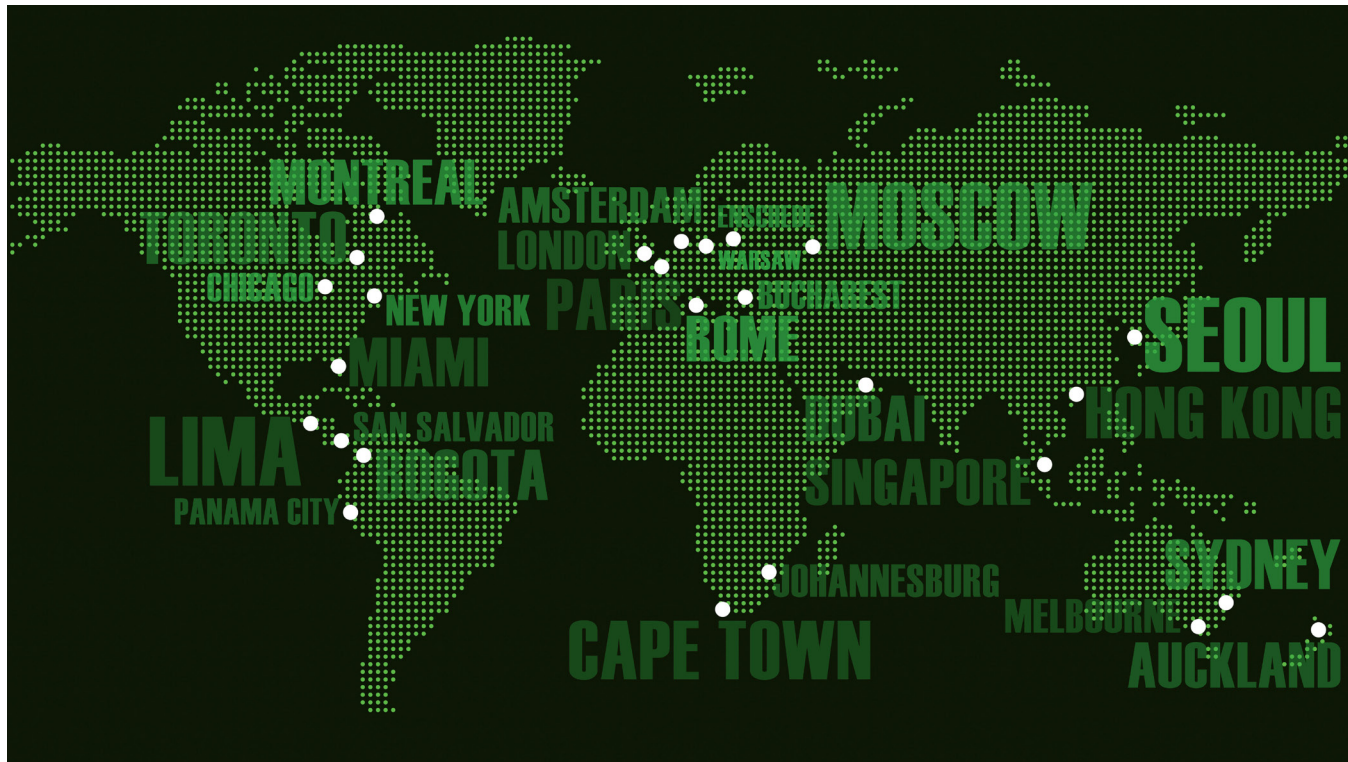 MONTREAL
TORONTO
CHICAGO
NEW YORK
MIAMI
LIMA
SAN SALVADOR
BOGOTA
PANAMA CITY
AMSTERDAM
ENSCHEDE
LONDON
WARSAW
MOSCOW
PARIS
BUCHAREST
ROME
SEOUL
DUBAI
HONG KONG
SINGAPORE
SYDNEY
JOHANNESBURG
MELBOURNE
CAPE TOWN
AUCKLAND